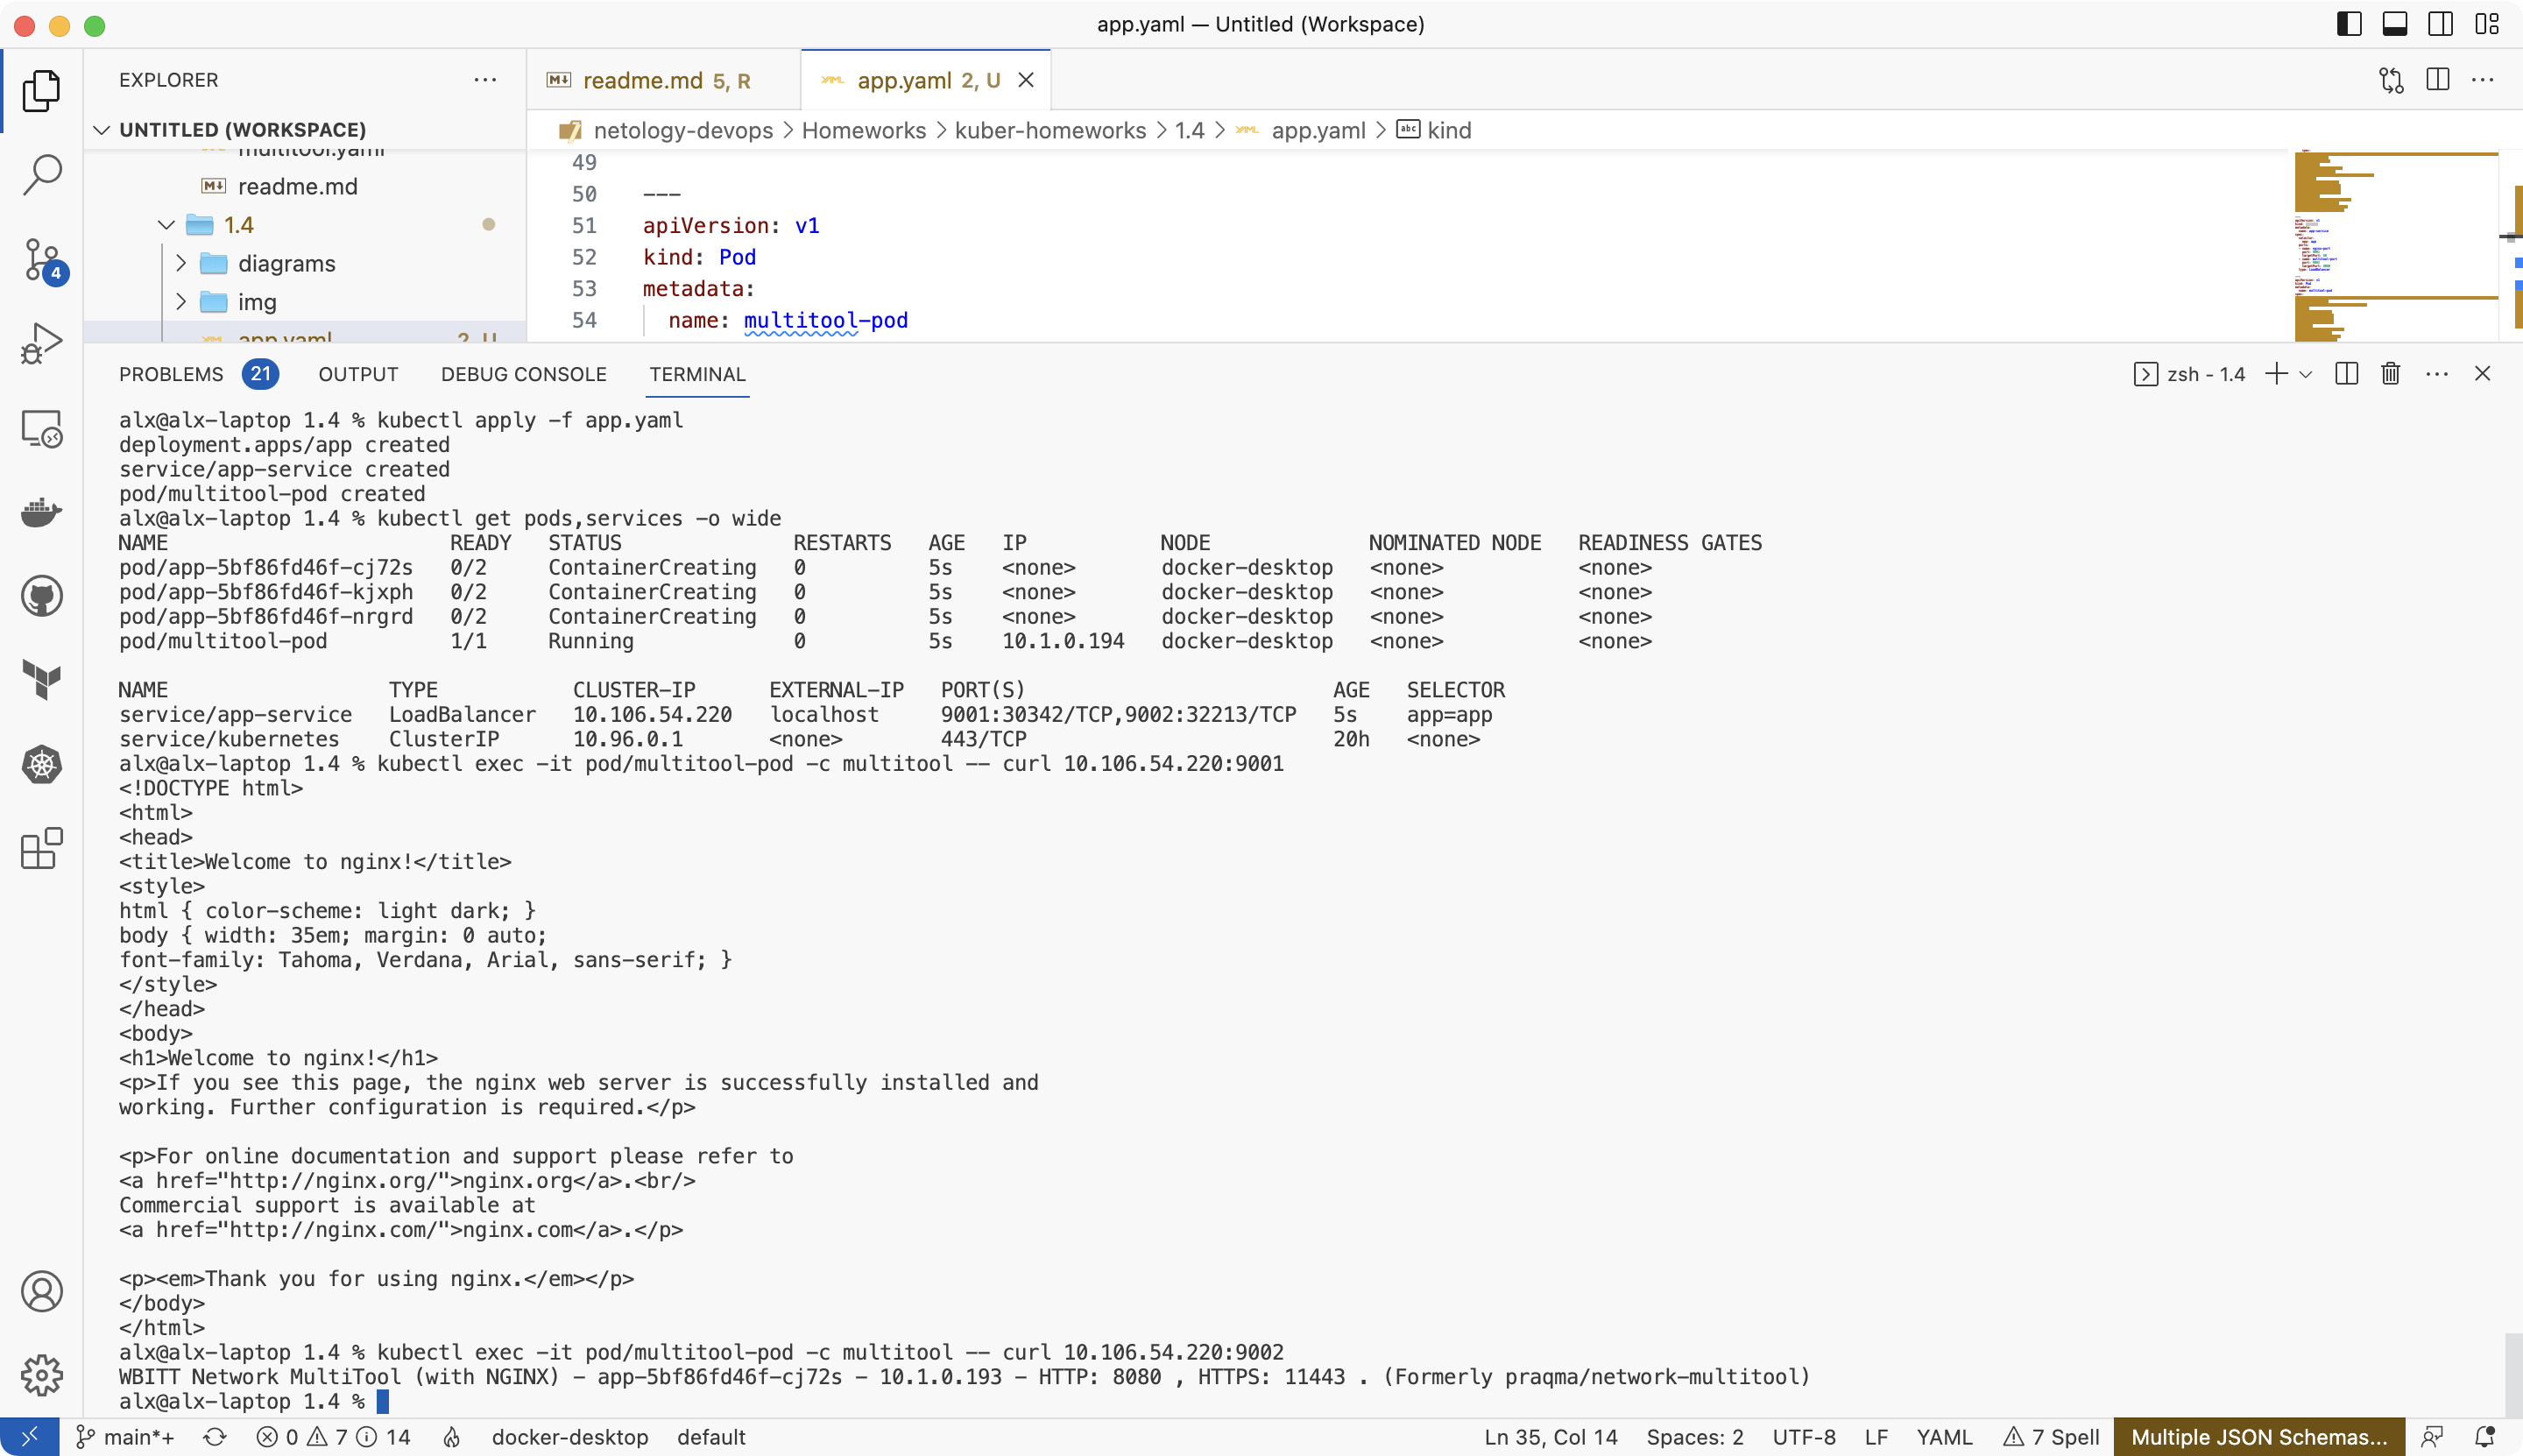 app.yaml — Untitled (Workspace)
EXPLORER
readme.md 5, R
app.yaml 2, U
UNTITLED (WORKSPACE)
netology-devops > Homeworks > kuber-homeworks > 1.4 > app.yaml > kind
multitool.yaml
readme.md
1.4
diagrams
img
app.yaml 2, U
4
49
50 ---
51 apiVersion: v1
52 kind: Pod
53 metadata:
54 name: multitool-pod
PROBLEMS 21 OUTPUT DEBUG CONSOLE TERMINAL
zsh - 1.4
alx@alx-laptop 1.4 % kubectl apply -f app.yaml
deployment.apps/app created
service/app-service created
pod/multitool-pod created
alx@alx-laptop 1.4 % kubectl get pods,services -o wide
NAME READY STATUS RESTARTS AGE IP NODE NOMINATED NODE READINESS GATES
pod/app-5bf86fd46f-cj72s 0/2 ContainerCreating 0 5s <none> docker-desktop <none> <none>
pod/app-5bf86fd46f-kjxph 0/2 ContainerCreating 0 5s <none> docker-desktop <none> <none>
pod/app-5bf86fd46f-nrgrd 0/2 ContainerCreating 0 5s <none> docker-desktop <none> <none>
pod/multitool-pod 1/1 Running 0 5s 10.1.0.194 docker-desktop <none> <none>
NAME TYPE CLUSTER-IP EXTERNAL-IP PORT(S) AGE SELECTOR
service/app-service LoadBalancer 10.106.54.220 localhost 9001:30342/TCP,9002:32213/TCP 5s app=app
service/kubernetes ClusterIP 10.96.0.1 <none> 443/TCP 20h <none>
alx@alx-laptop 1.4 % kubectl exec -it pod/multitool-pod -c multitool -- curl 10.106.54.220:9001
<!DOCTYPE html>
<html>
<head>
<title>Welcome to nginx!</title>
<style>
html { color-scheme: light dark; }
body { width: 35em; margin: 0 auto;
font-family: Tahoma, Verdana, Arial, sans-serif; }
</style>
</head>
<body>
<h1>Welcome to nginx!</h1>
<p>If you see this page, the nginx web server is successfully installed and
working. Further configuration is required.</p>
<p>For online documentation and support please refer to
<a href="http://nginx.org/">nginx.org</a>.<br/>
Commercial support is available at
<a href="http://nginx.com/">nginx.com</a>.</p>
<p><em>Thank you for using nginx.</em></p>
</body>
</html>
alx@alx-laptop 1.4 % kubectl exec -it pod/multitool-pod -c multitool -- curl 10.106.54.220:9002
WBITT Network MultiTool (with NGINX) - app-5bf86fd46f-cj72s - 10.1.0.193 - HTTP: 8080 , HTTPS: 11443 . (Formerly praqma/network-multitool)
alx@alx-laptop 1.4 %
main*+ 0 7 14 docker-desktop default Ln 35, Col 14 Spaces: 2 UTF-8 LF YAML 7 Spell Multiple JSON Schemas...